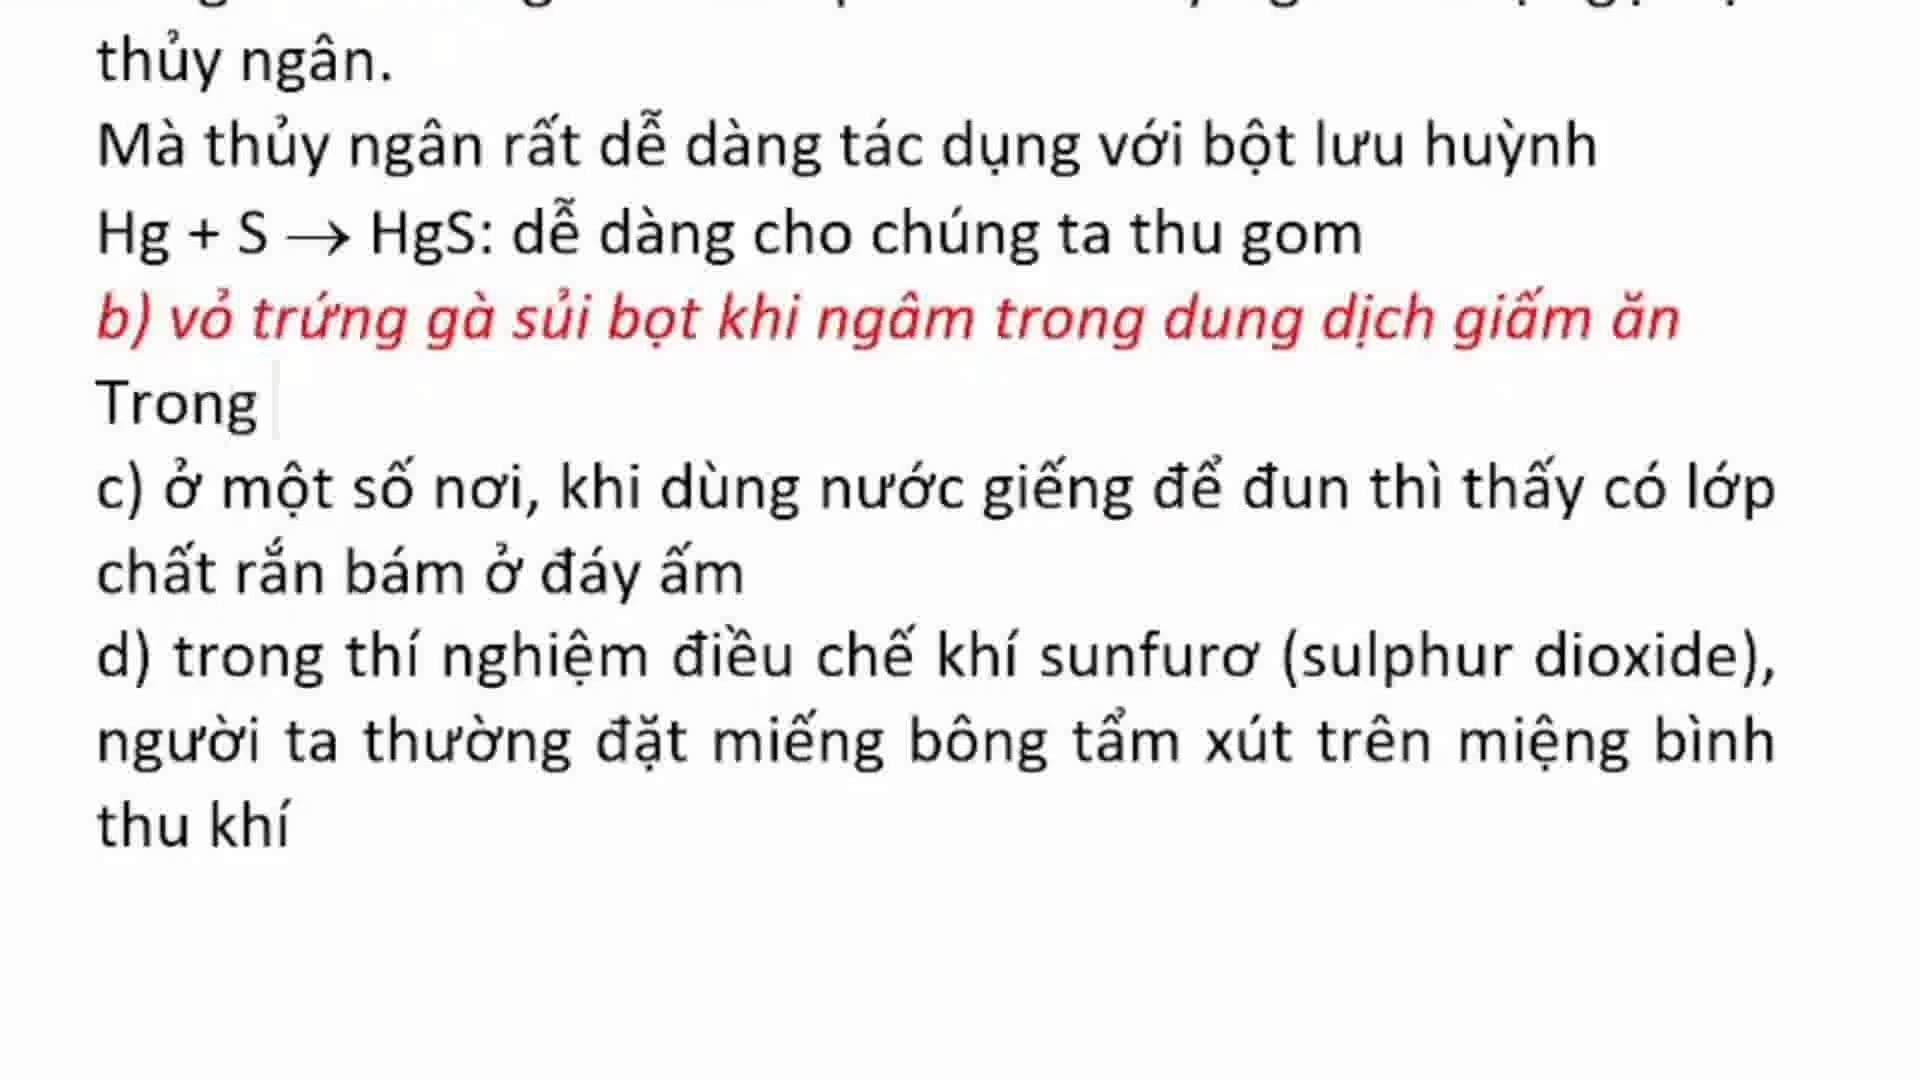 thủy ngân.
Mà thủy ngân rất dễ dàng tác dụng với bột lưu huỳnh
Hg + S → HgS: dễ dàng cho chúng ta thu gom
b) vỏ trứng gà sủi bọt khi ngâm trong dung dịch giấm ăn
Trong
c) ở một số nơi, khi dùng nước giếng để đun thì thấy có lớp
chất rắn bám ở đáy ấm
d) trong thí nghiệm điều chế khí sunfurơ (sulphur dioxide),
người ta thường đặt miếng bông tẩm xút trên miệng bình
thu khí